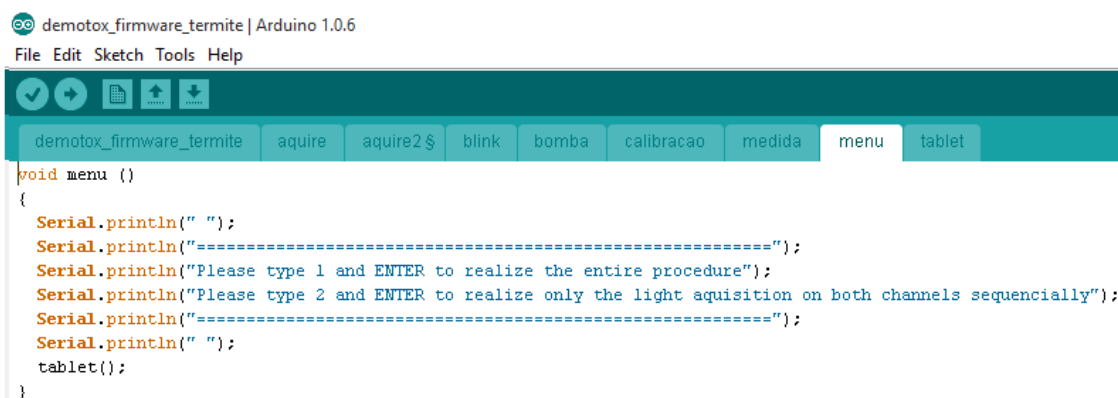 demotox_firmware_termite | Arduino 1.0.6
File Edit Sketch Tools Help
demotox_firmware_termite aquire aquire2 § blink bomba calibracao medida menu tablet
void menu ()
{
Serial.println(" ");
Serial.println("==========================================================");
Serial.println("Please type 1 and ENTER to realize the entire procedure");
Serial.println("Please type 2 and ENTER to realize only the light aquisition on both channels sequencially");
Serial.println("==========================================================");
Serial.println(" ");
tablet();
}